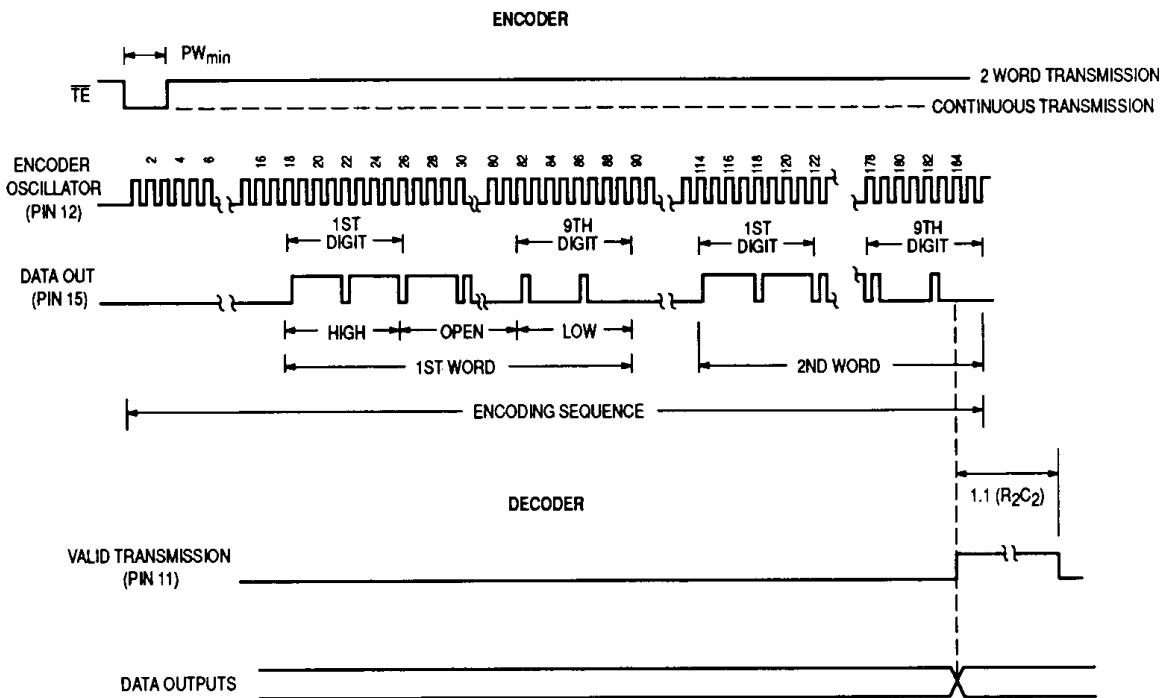 ENCODER
PWmin
TE
2 WORD TRANSMISSION
CONTINUOUS TRANSMISSION
ENCODER
OSCILLATOR
(PIN 12)
2 4 6 16 18 20 22 24 26 28 30 80 82 84 86 88 90 114 116 118 120 122 178 180 182 184
1ST
DIGIT
9TH
DIGIT
1ST
DIGIT
9TH
DIGIT
DATA OUT
(PIN 15)
HIGH OPEN LOW
1ST WORD
2ND WORD
ENCODING SEQUENCE
1.1 (R2C2)
DECODER
VALID TRANSMISSION
(PIN 11)
DATA OUTPUTS